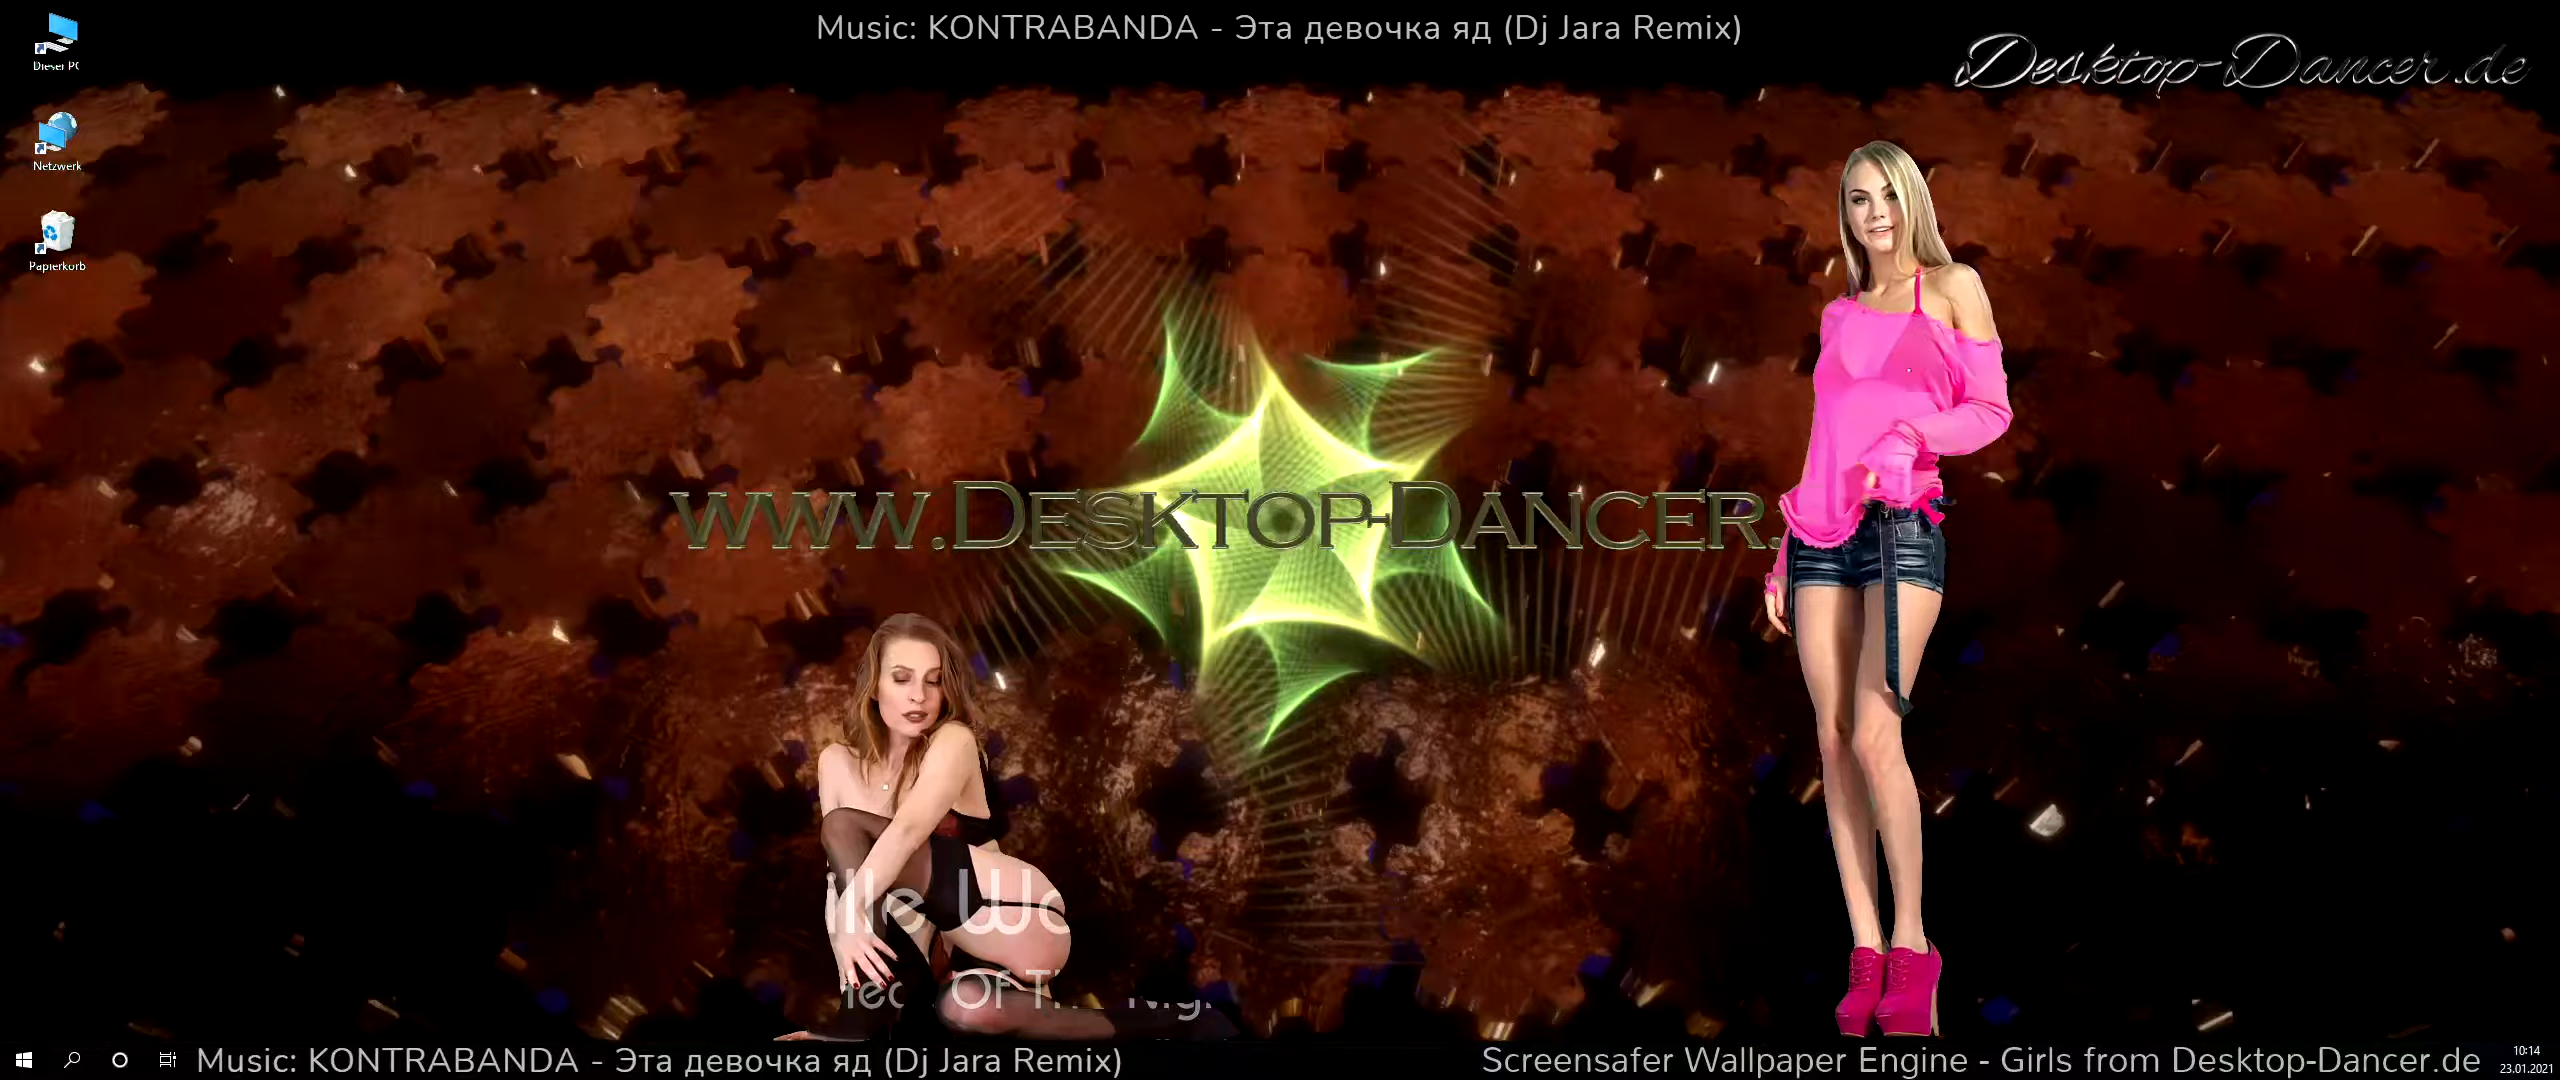 Music: KONTRABANDA - Эта девочка яд (Dj Jara Remix)
Desktop-Dancer.de
Dieser PC
Netzwerk
Papierkorb
www.Desktop-Dancer.
Of
Music: KONTRABANDA - Эта девочка яд (Dj Jara Remix)
Screensafer Wallpaper Engine - Girls from Desktop-Dancer.de
10:14
23.01.2021